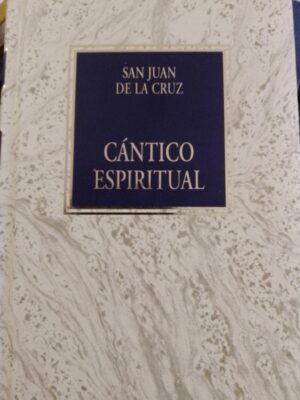 SAN JUAN
DE LA CRUZ
CÁNTICO
ESPIRITUAL